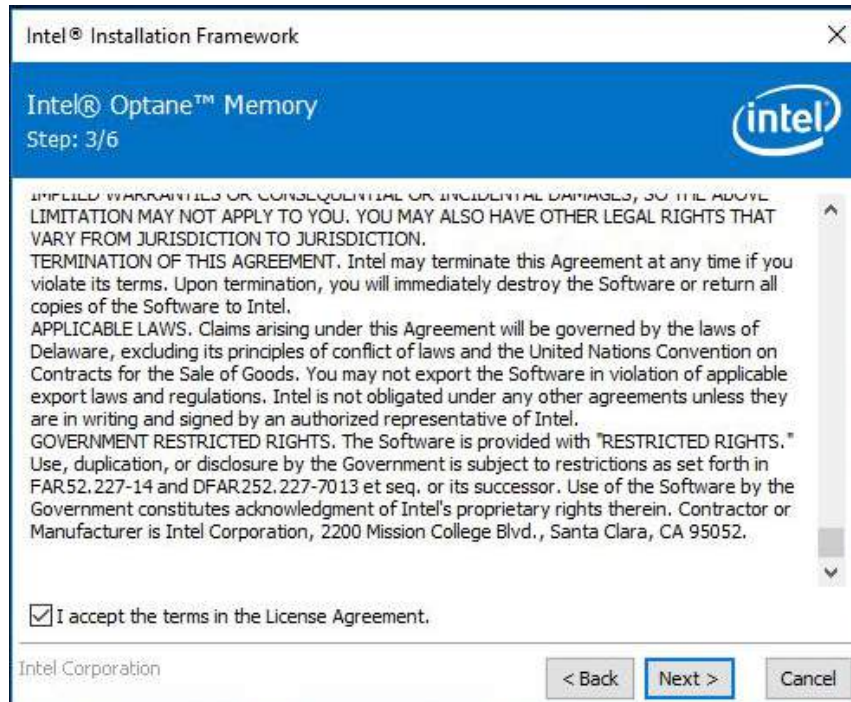 Intel® Installation Framework
Intel® Optane™ Memory
Step: 3/6
intel
IMPLIED WARRANTIES OR CONSEQUENTIAL OR INCIDENTAL DAMAGES, SO THE ABOVE
LIMITATION MAY NOT APPLY TO YOU. YOU MAY ALSO HAVE OTHER LEGAL RIGHTS THAT
VARY FROM JURISDICTION TO JURISDICTION.
TERMINATION OF THIS AGREEMENT. Intel may terminate this Agreement at any time if you
violate its terms. Upon termination, you will immediately destroy the Software or return all
copies of the Software to Intel.
APPLICABLE LAWS. Claims arising under this Agreement will be governed by the laws of
Delaware, excluding its principles of conflict of laws and the United Nations Convention on
Contracts for the Sale of Goods. You may not export the Software in violation of applicable
export laws and regulations. Intel is not obligated under any other agreements unless they
are in writing and signed by an authorized representative of Intel.
GOVERNMENT RESTRICTED RIGHTS. The Software is provided with "RESTRICTED RIGHTS."
Use, duplication, or disclosure by the Government is subject to restrictions as set forth in
FAR52.227-14 and DFAR252.227-7013 et seq. or its successor. Use of the Software by the
Government constitutes acknowledgment of Intel's proprietary rights therein. Contractor or
Manufacturer is Intel Corporation, 2200 Mission College Blvd., Santa Clara, CA 95052.
I accept the terms in the License Agreement.
Intel Corporation
< Back
Next >
Cancel